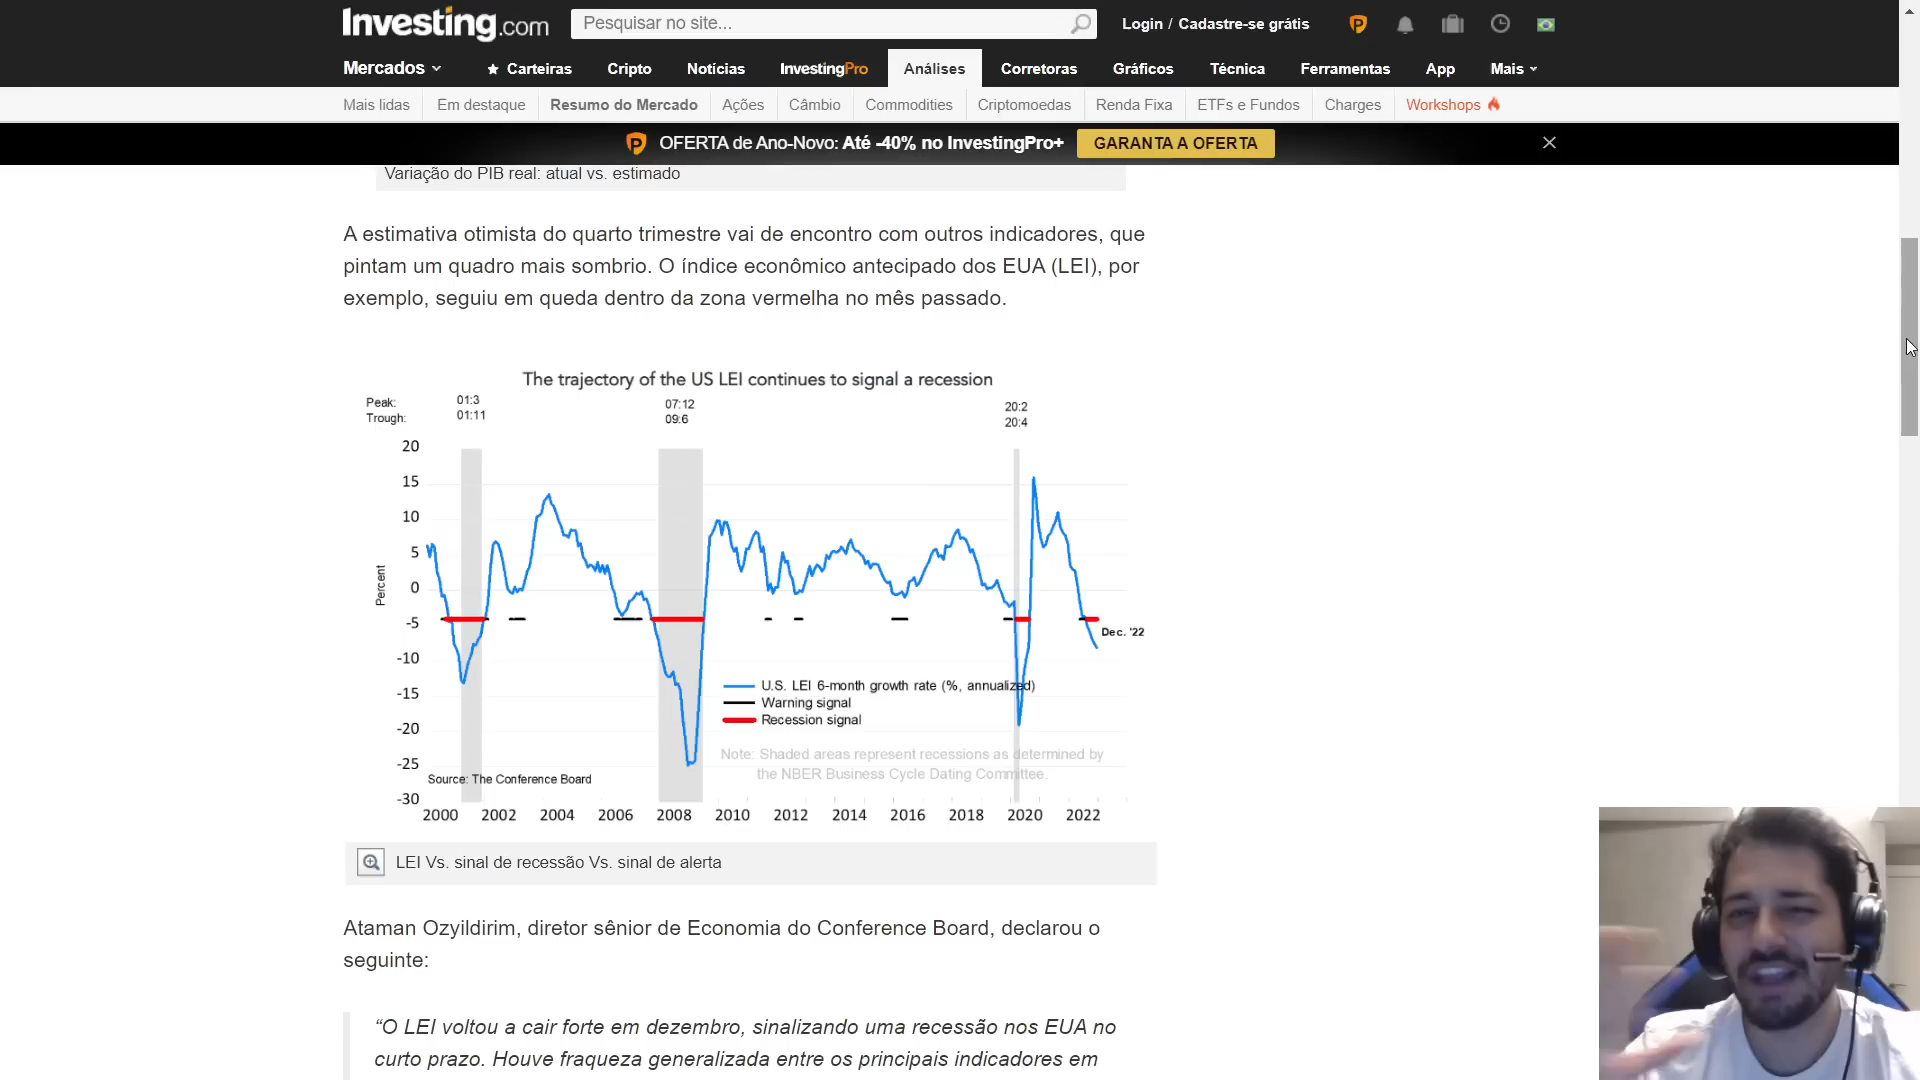 Investing.com
Pesquisar no site...
Login / Cadastre-se grátis
Mercados
Carteiras
Cripto
Notícias
InvestingPro
Análises
Corretoras
Gráficos
Técnica
Ferramentas
App
Mais
Mais lidas
Em destaque
Resumo do Mercado
Ações
Câmbio
Commodities
Criptomoedas
Renda Fixa
ETFs e Fundos
Charges
Workshops
P OFERTA de Ano-Novo: Até -40% no InvestingPro+
GARANTA A OFERTA
Variação do PIB real: atual vs. estimado
A estimativa otimista do quarto trimestre vai de encontro com outros indicadores, que
pintam um quadro mais sombrio. O índice econômico antecipado dos EUA (LEI), por
exemplo, seguiu em queda dentro da zona vermelha no mês passado.
The trajectory of the US LEI continues to signal a recession
Peak: 01:3 07:12 20:2
Trough: 01:11 09:6 20:4
20
15
10
5
0
-5
-10
-15
-20
-25
-30
Percent
Dec. '22
U.S. LEI 6-month growth rate (%, annualized)
Warning signal
Recession signal
Note: Shaded areas represent recessions as determined by
the NBER Business Cycle Dating Committee.
Source: The Conference Board
2000 2002 2004 2006 2008 2010 2012 2014 2016 2018 2020 2022
LEI Vs. sinal de recessão Vs. sinal de alerta
Ataman Ozyildirim, diretor sênior de Economia do Conference Board, declarou o
seguinte:
“O LEI voltou a cair forte em dezembro, sinalizando uma recessão nos EUA no
curto prazo. Houve fraqueza generalizada entre os principais indicadores em